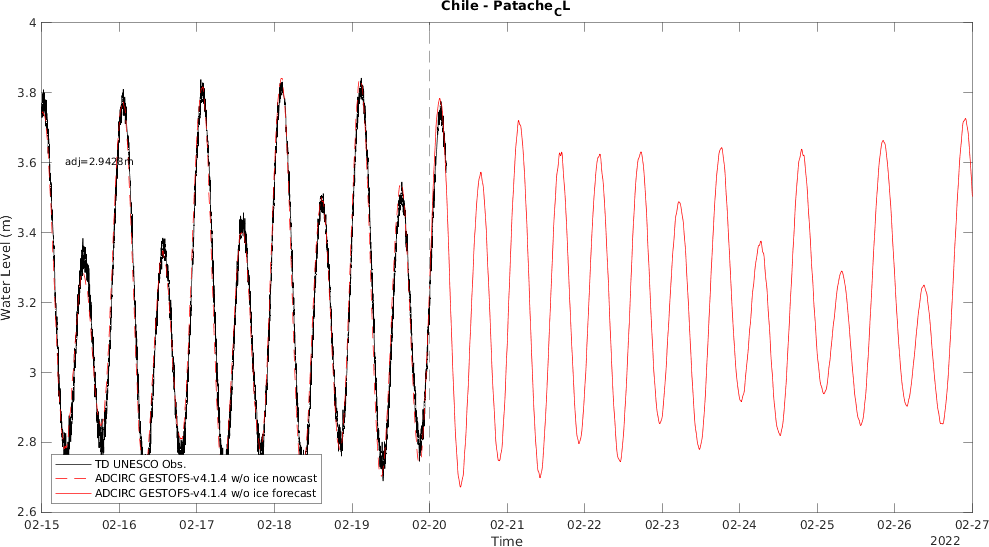 Chile - Patache_CL
4
3.8
3.6
3.4
3.2
3
2.8
2.6
Water Level (m)
adj=2.9428m
TD UNESCO Obs.
ADCIRC GESTOFS-v4.1.4 w/o ice nowcast
ADCIRC GESTOFS-v4.1.4 w/o ice forecast
02-15 02-16 02-17 02-18 02-19 02-20 02-21 02-22 02-23 02-24 02-25 02-26 02-27
Time
2022